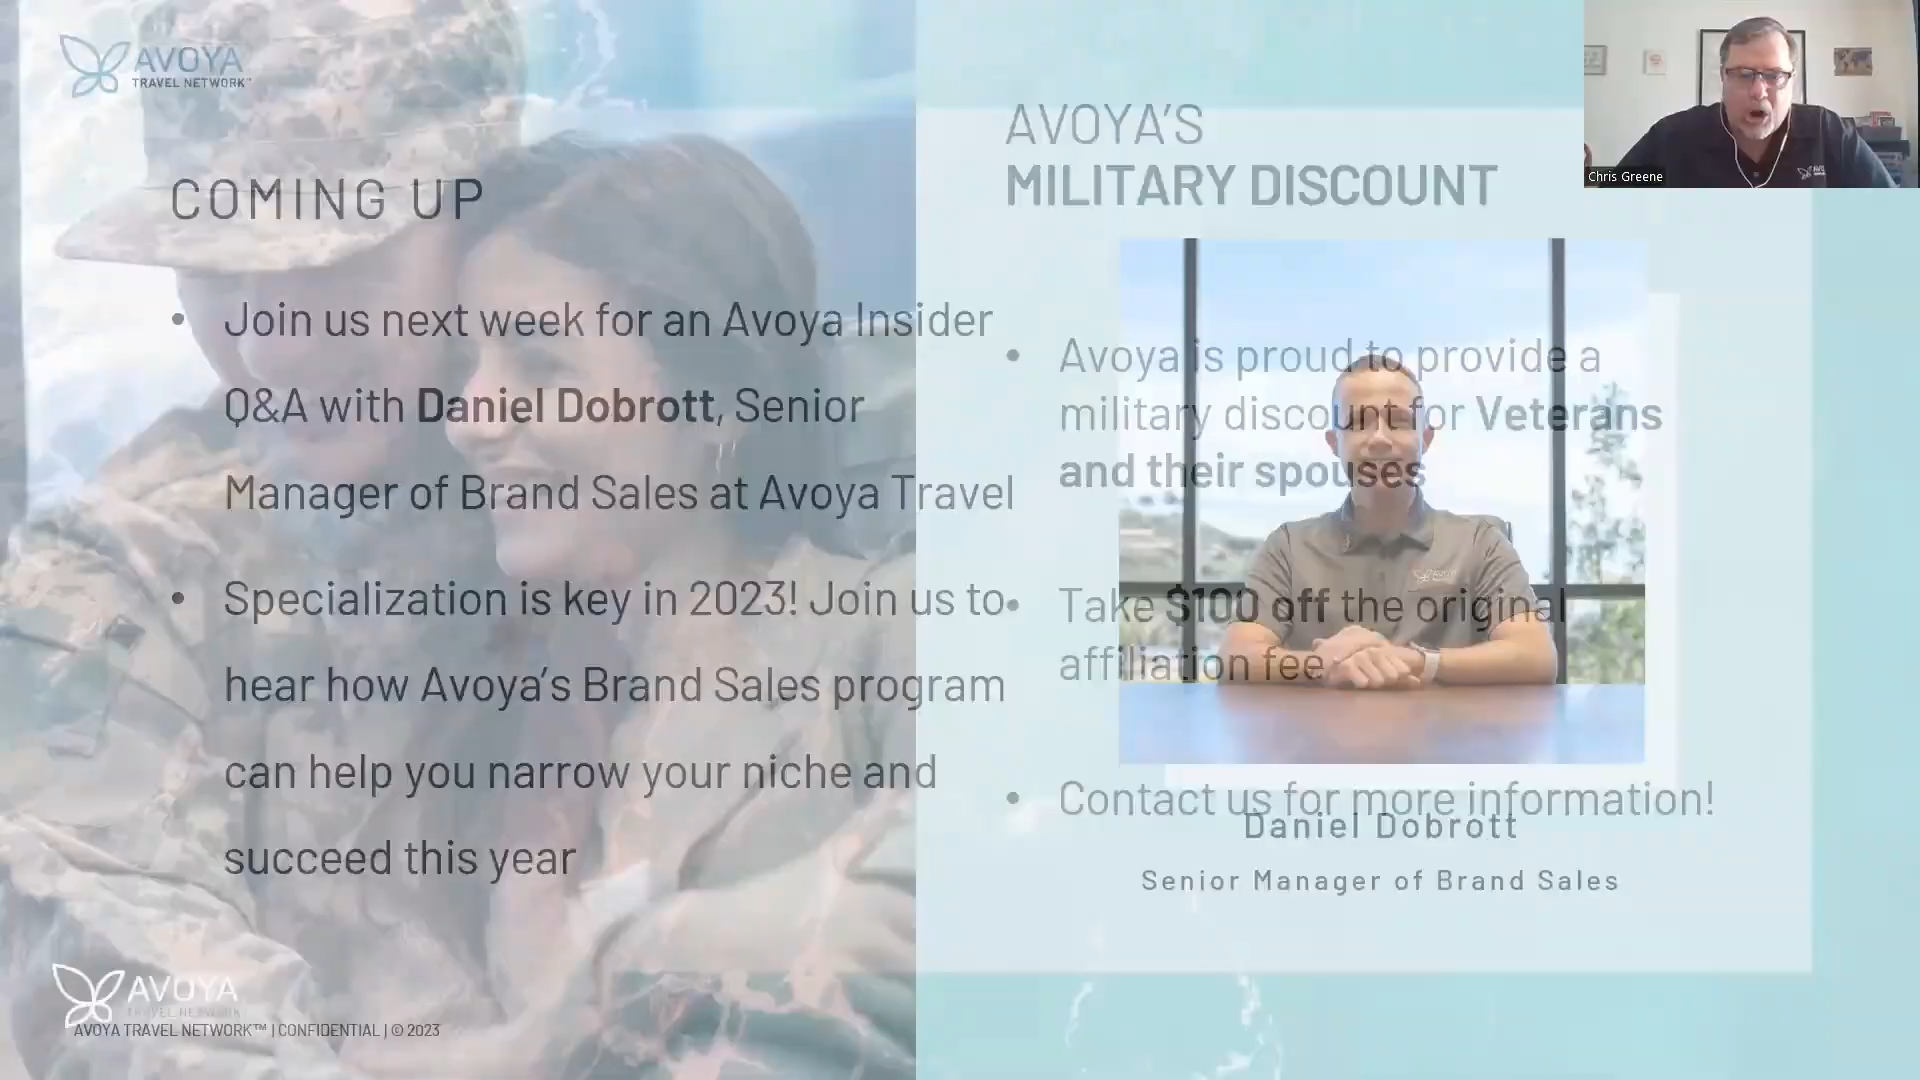 AVOYA
TRAVEL NETWORK™
COMING UP
• Join us next week for an Avoya Insider
Q&A with Daniel Dobrott, Senior
Manager of Brand Sales at Avoya Travel
• Specialization is key in 2023! Join us to
hear how Avoya’s Brand Sales program
can help you narrow your niche and
succeed this year
AVOYA’S
MILITARY DISCOUNT
• Avoya is proud to provide a
military discount for Veterans
and their spouses
• Take $100 off the original
affiliation fee
• Contact us for more information!
Daniel Dobrott
Senior Manager of Brand Sales
Chris Greene
AVOYA
TRAVEL NETWORK
AVOYA TRAVEL NETWORK™ | CONFIDENTIAL | © 2023